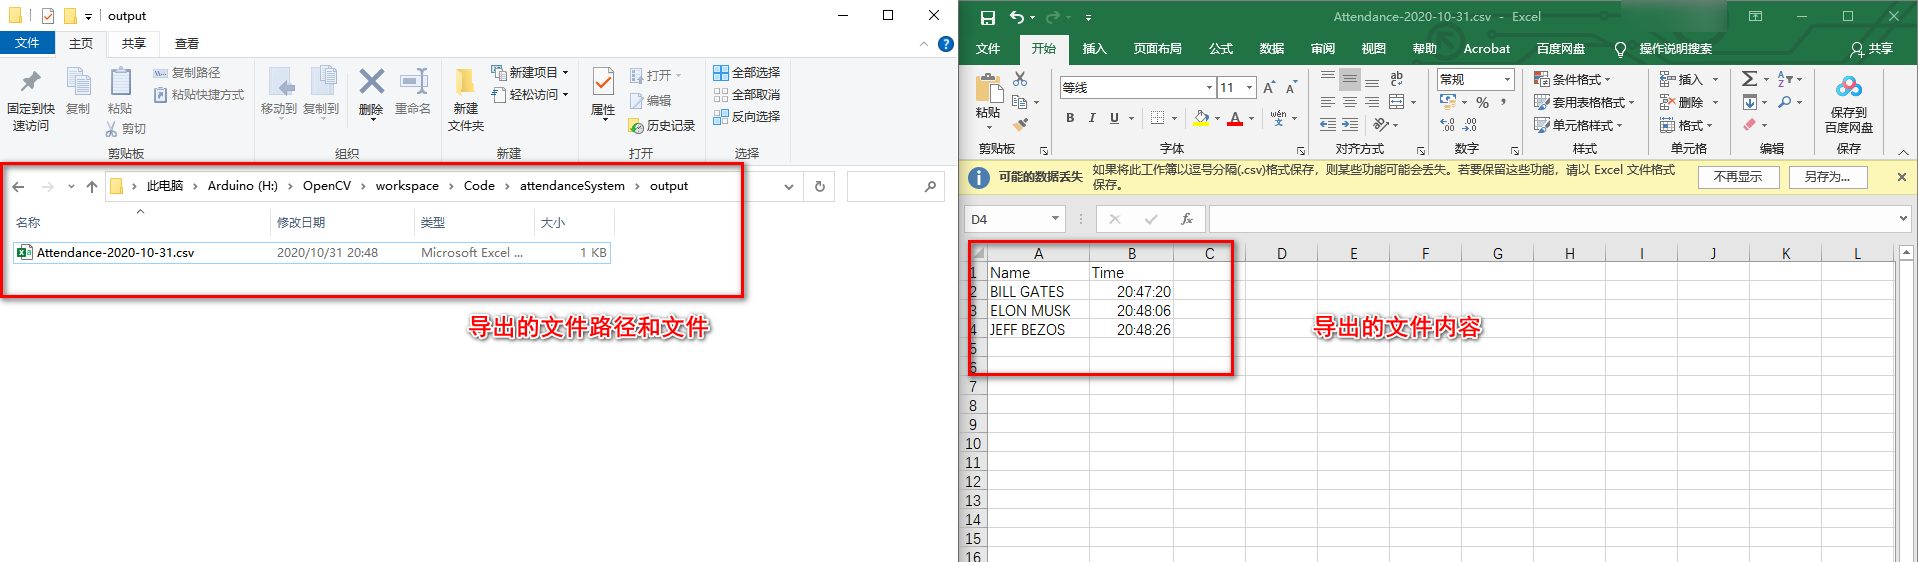 output
文件 主页 共享 查看
固定到快速访问
复制
粘贴
复制路径
粘贴快捷方式
剪切
剪贴板
移动到
复制到
删除
重命名
组织
新建文件夹
新建项目
轻松访问
新建
属性
打开
编辑
历史记录
打开
全部选择
全部取消
反向选择
选择
此电脑 › Arduino (H:) › OpenCV › workspace › Code › attendanceSystem › output
名称 修改日期 类型 大小
Attendance-2020-10-31.csv 2020/10/31 20:48 Microsoft Excel ... 1 KB
导出的文件路径和文件
Attendance-2020-10-31.csv - Excel
文件 开始 插入 页面布局 公式 数据 审阅 视图 帮助 Acrobat 百度网盘 操作说明搜索 共享
粘贴
剪贴板
等线 11
B I U A wén 文
字体
ab
对齐方式
常规
%
数字
条件格式
套用表格格式
单元格样式
样式
插入
删除
格式
单元格
编辑
保存到
百度网盘
保存
可能的数据丢失 如果将此工作簿以逗号分隔(.csv)格式保存，则某些功能可能会丢失。若要保留这些功能，请以 Excel 文件格式
保存。
不再显示 另存为...
D4 fx
A B C D E F G H I J K L
1 Name Time
2 BILL GATES 20:47:20
3 ELON MUSK 20:48:06
4 JEFF BEZOS 20:48:26
5
6
7
8
9
10
11
12
13
14
15
16
导出的文件内容